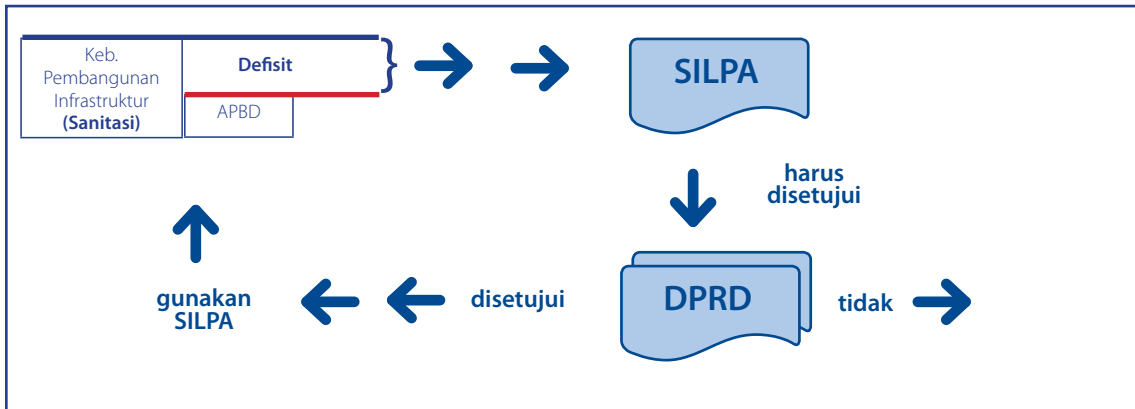 Keb.
Pembangunan
Infrastruktur
(Sanitasi)
Defisit
APBD
SILPA
harus
disetujui
DPRD
tidak
disetujui
gunakan
SILPA